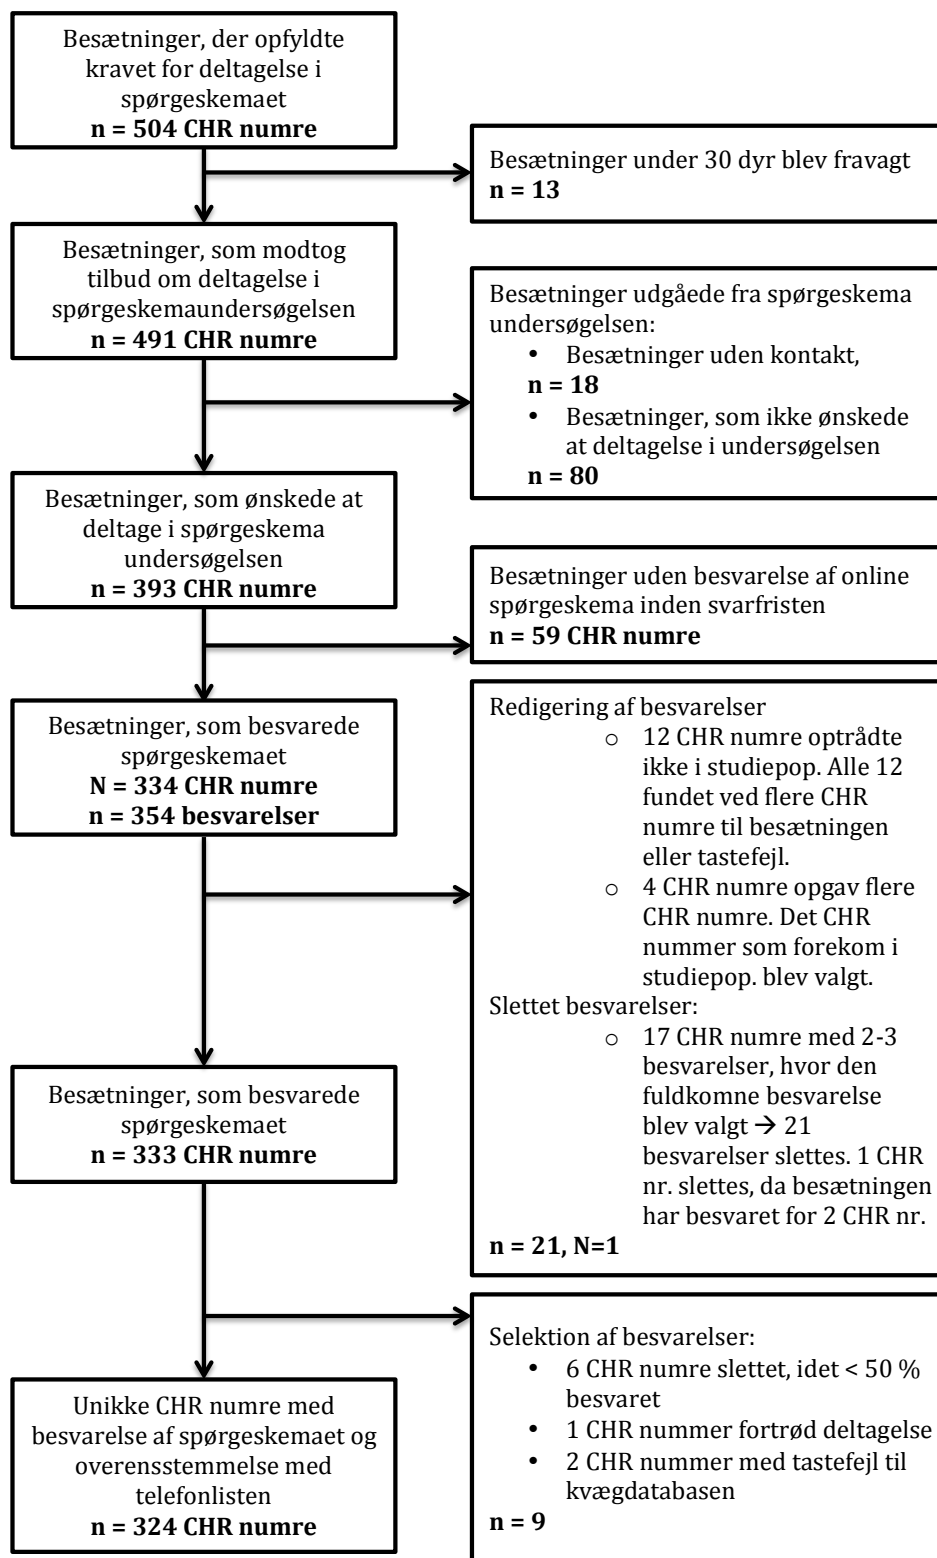 Besætninger, der opfyldte
kravet for deltagelse i
spørgeskemaet
n = 504 CHR numre
Besætninger under 30 dyr blev fravagt
n = 13
Besætninger, som modtog
tilbud om deltagelse i
spørgeskemaundersøgelsen
n = 491 CHR numre
Besætninger udgåede fra spørgeskema
undersøgelsen:
• Besætninger uden kontakt,
n = 18
• Besætninger, som ikke ønskede
at deltagelse i undersøgelsen
n = 80
Besætninger, som ønskede at
deltage i spørgeskema
undersøgelsen
n = 393 CHR numre
Besætninger uden besvarelse af online
spørgeskema inden svarfristen
n = 59 CHR numre
Besætninger, som besvarede
spørgeskemaet
N = 334 CHR numre
n = 354 besvarelser
Redigering af besvarelser
o 12 CHR numre optrådte
ikke i studiepop. Alle 12
fundet ved flere CHR
numre til besætningen
eller tastefejl.
o 4 CHR numre opgav flere
CHR numre. Det CHR
nummer som forekom i
studiepop. blev valgt.
Slettet besvarelser:
o 17 CHR numre med 2-3
besvarelser, hvor den
fuldkomne besvarelse
blev valgt → 21
besvarelser slettes. 1 CHR
nr. slettes, da besætningen
har besvaret for 2 CHR nr.
n = 21, N=1
Besætninger, som besvarede
spørgeskemaet
n = 333 CHR numre
Selektion af besvarelser:
• 6 CHR numre slettet, idet < 50 %
besvaret
• 1 CHR nummer fortrød deltagelse
• 2 CHR nummer med tastefejl til
kvægdatabasen
n = 9
Unikke CHR numre med
besvarelse af spørgeskemaet og
overensstemmelse med
telefonlisten
n = 324 CHR numre